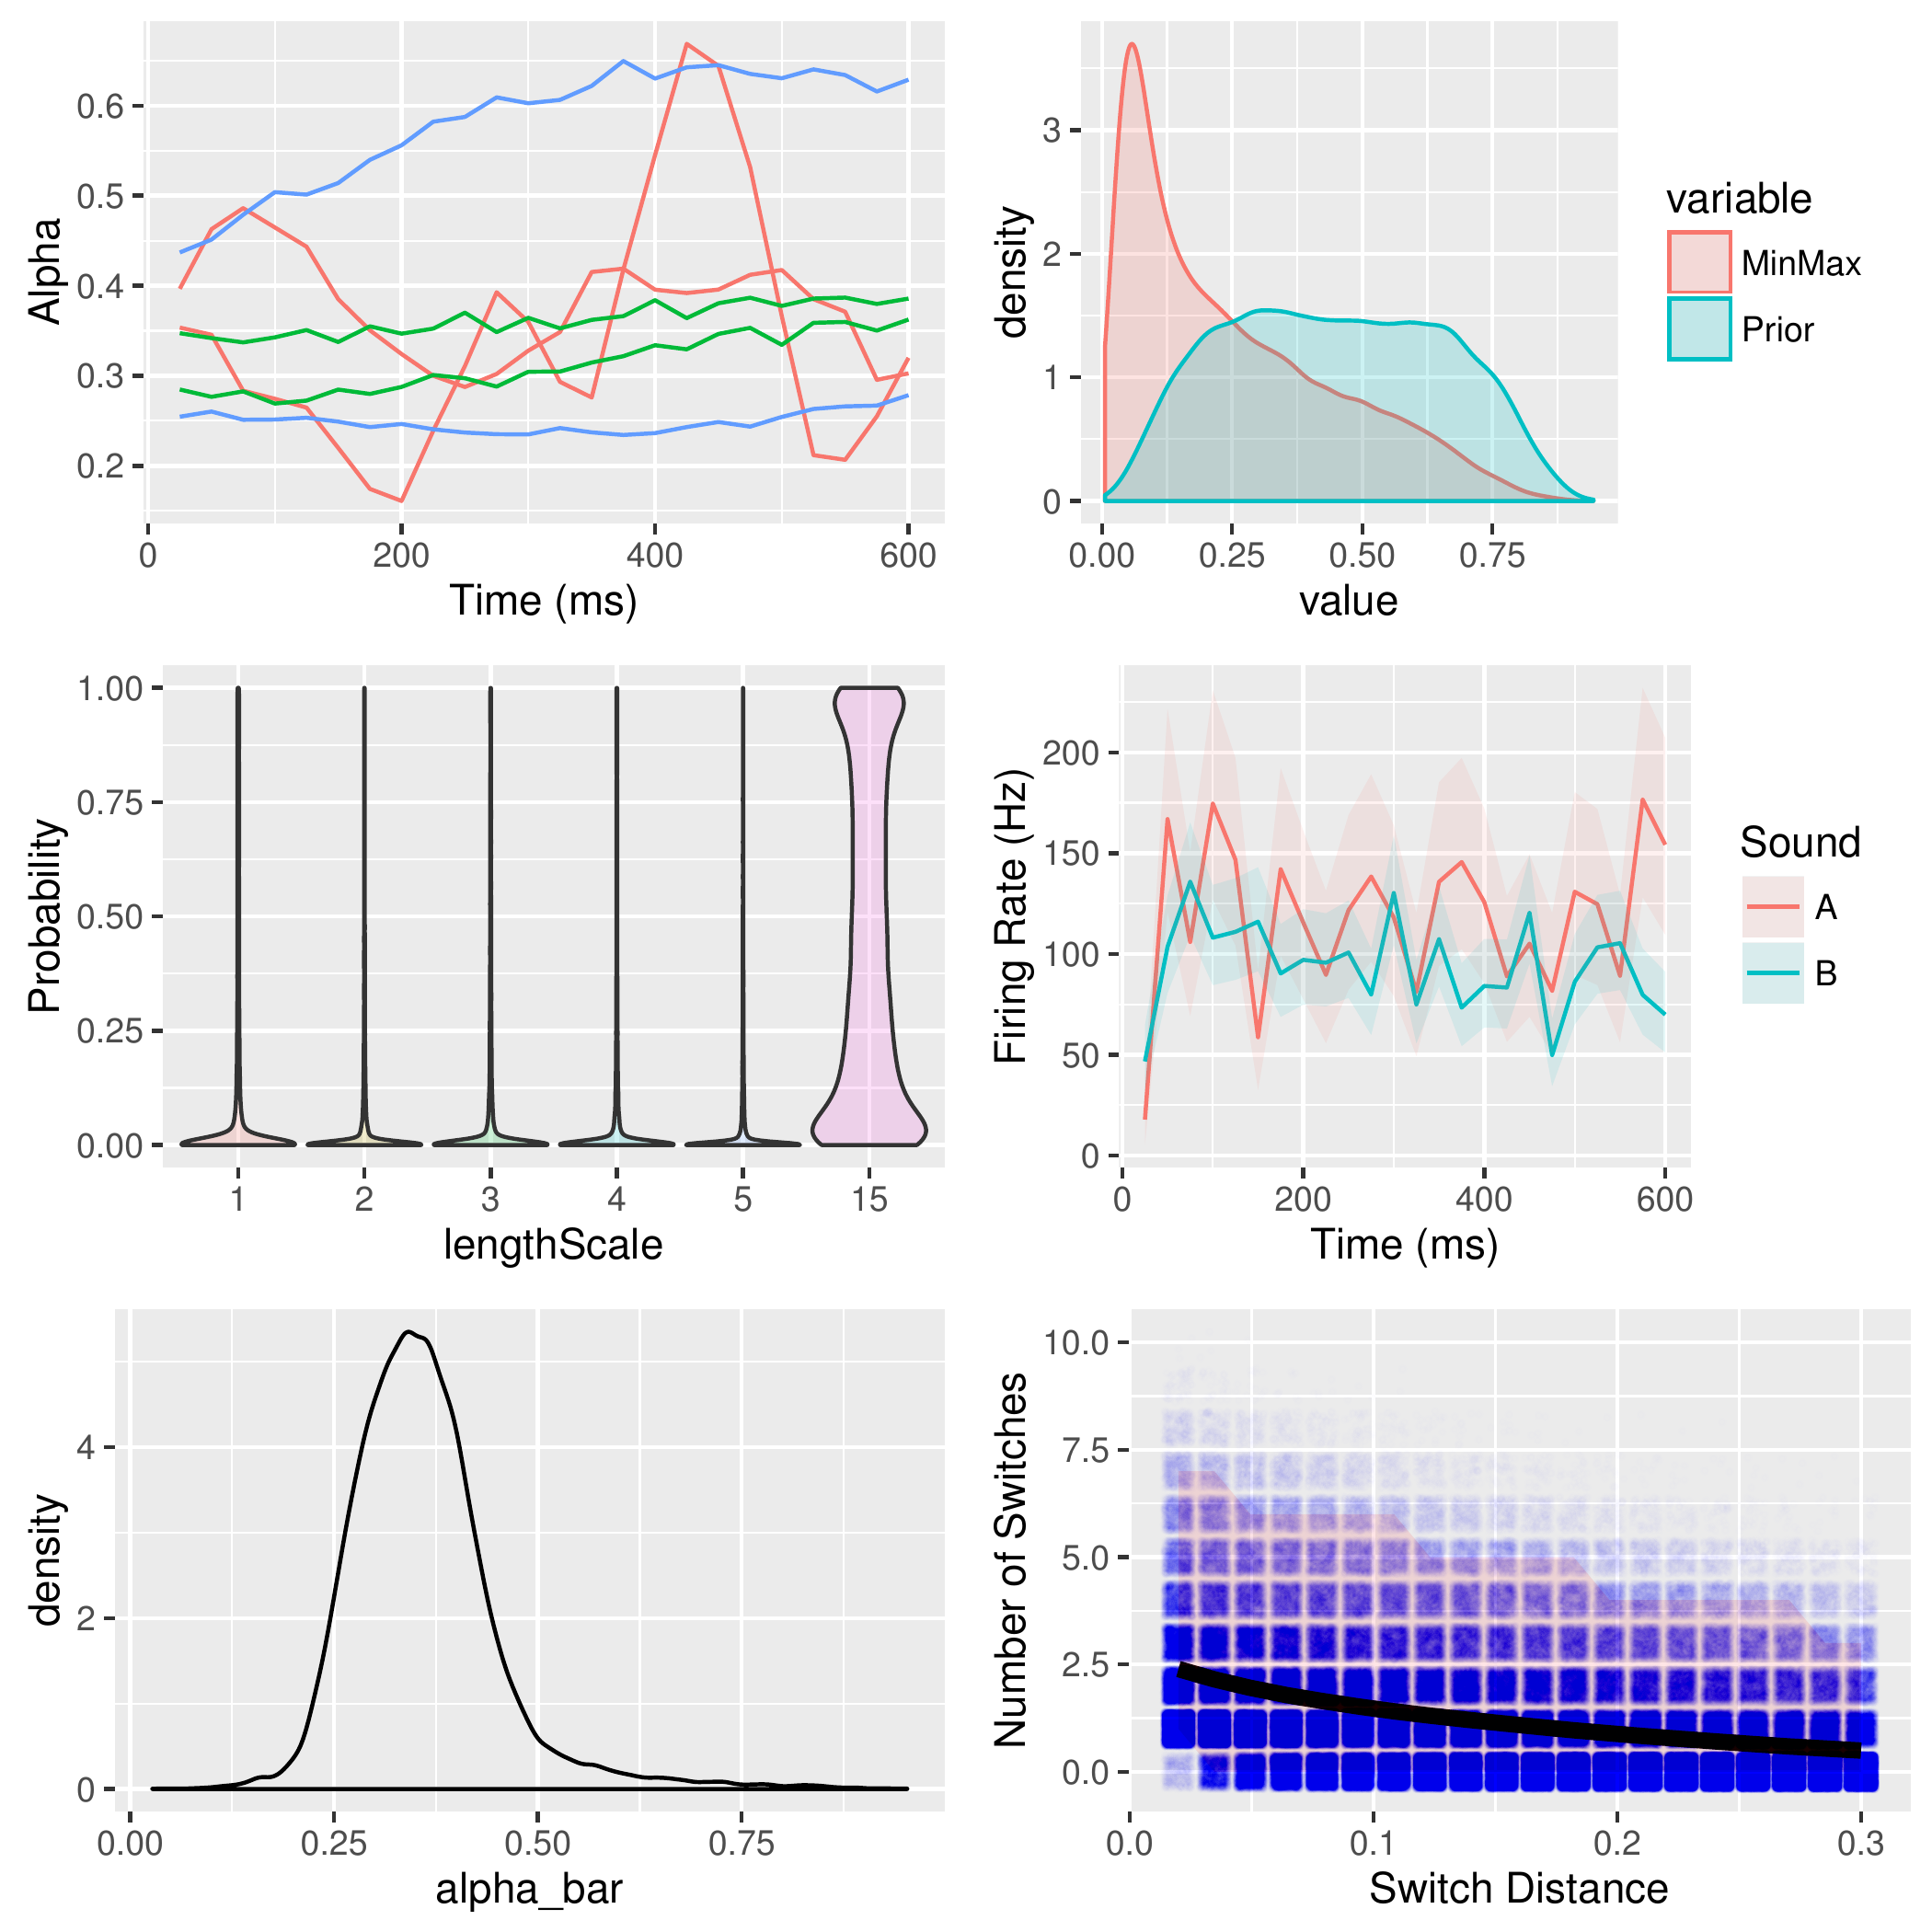 Alpha
0.6
0.5
0.4
0.3
0.2
0
200
400
600
Time (ms)
density
3
2
1
0
0.00
0.25
0.50
0.75
value
variable
MinMax
Prior
Probability
1.00
0.75
0.50
0.25
0.00
1
2
3
4
5
15
lengthScale
Firing Rate (Hz)
200
150
100
50
0
0
200
400
600
Time (ms)
Sound
A
B
density
4
2
0
0.00
0.25
0.50
0.75
alpha_bar
Number of Switches
10.0
7.5
5.0
2.5
0.0
0.0
0.1
0.2
0.3
Switch Distance